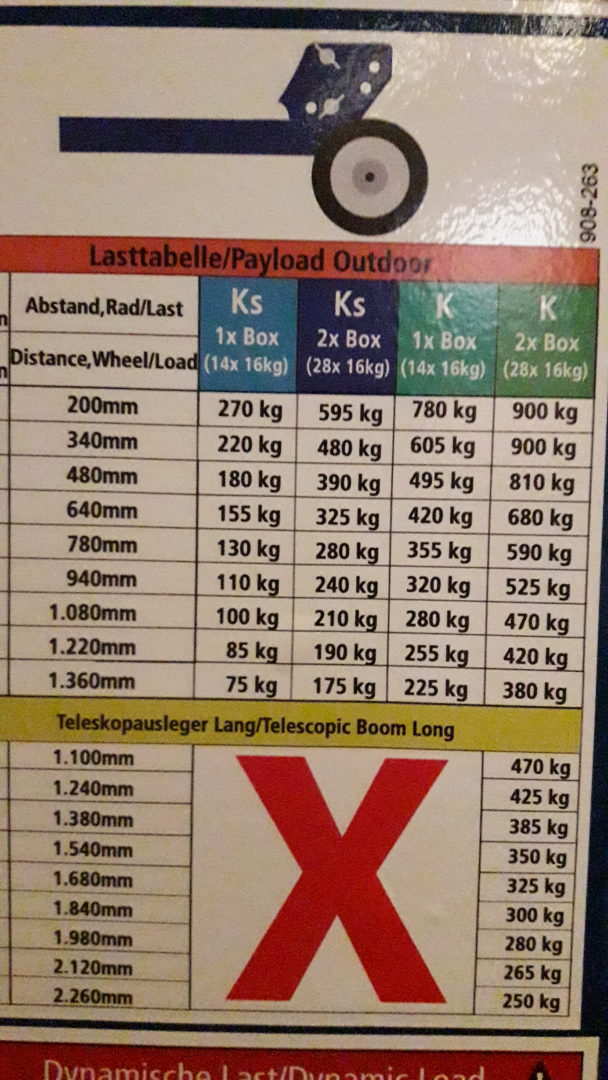 908-263
Lasttabelle/Payload Outdoor
Abstand,Rad/Last
Distance,Wheel/Load
Ks Ks K K
1x Box 2x Box 1x Box 2x Box
(14x 16kg) (28x 16kg) (14x 16kg) (28x 16kg)
200mm 270 kg 595 kg 780 kg 900 kg
340mm 220 kg 480 kg 605 kg 900 kg
480mm 180 kg 390 kg 495 kg 810 kg
640mm 155 kg 325 kg 420 kg 680 kg
780mm 130 kg 280 kg 355 kg 590 kg
940mm 110 kg 240 kg 320 kg 525 kg
1.080mm 100 kg 210 kg 280 kg 470 kg
1.220mm 85 kg 190 kg 255 kg 420 kg
1.360mm 75 kg 175 kg 225 kg 380 kg
Teleskopausleger Lang/Telescopic Boom Long
1.100mm 470 kg
1.240mm 425 kg
1.380mm 385 kg
1.540mm 350 kg
1.680mm 325 kg
1.840mm 300 kg
1.980mm 280 kg
2.120mm 265 kg
2.260mm 250 kg
X
Dynamische Last/Dynamic Load